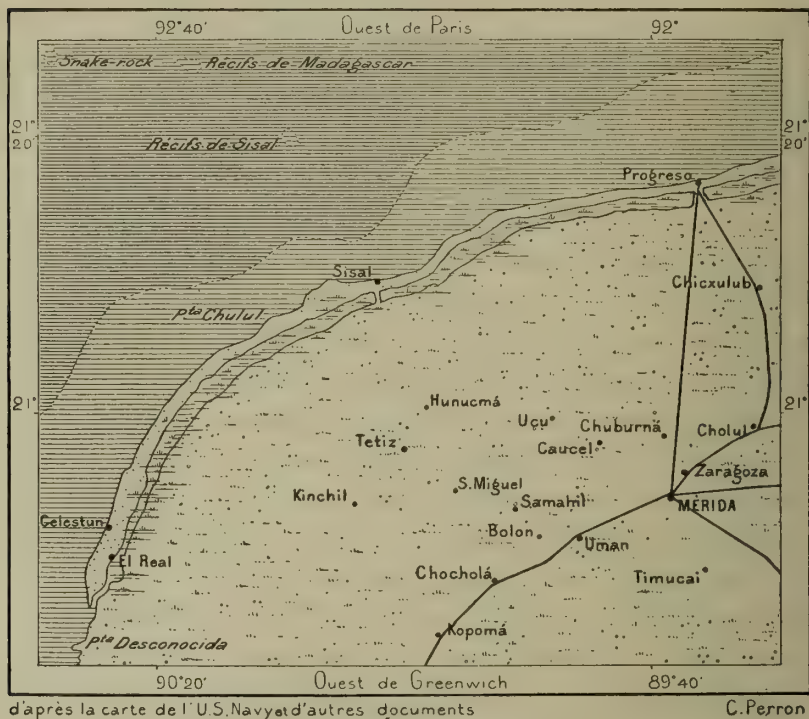 92°40' Ouest de Paris 92°
Snake-rock Récifs de Madagascar
21° 21°
20' 20'
Récifs de Sisal
Progreso
Sisal
Chicxulub
Pta Chulul
21° 21°
Hunucmá
Uçu
Chuburná
Cholul
Tetiz
Caucel
Zaragoza
S. Miguel
Kinchil
Samahil
MÉRIDA
Celestun
Bolon
Uman
El Real
Chocholá
Timucai
Kopomá
Pta Desconocida
90°20' Ouest de Greenwich 89°40'
d'après la carte de l'U.S. Navy et d'autres documents C. Perron